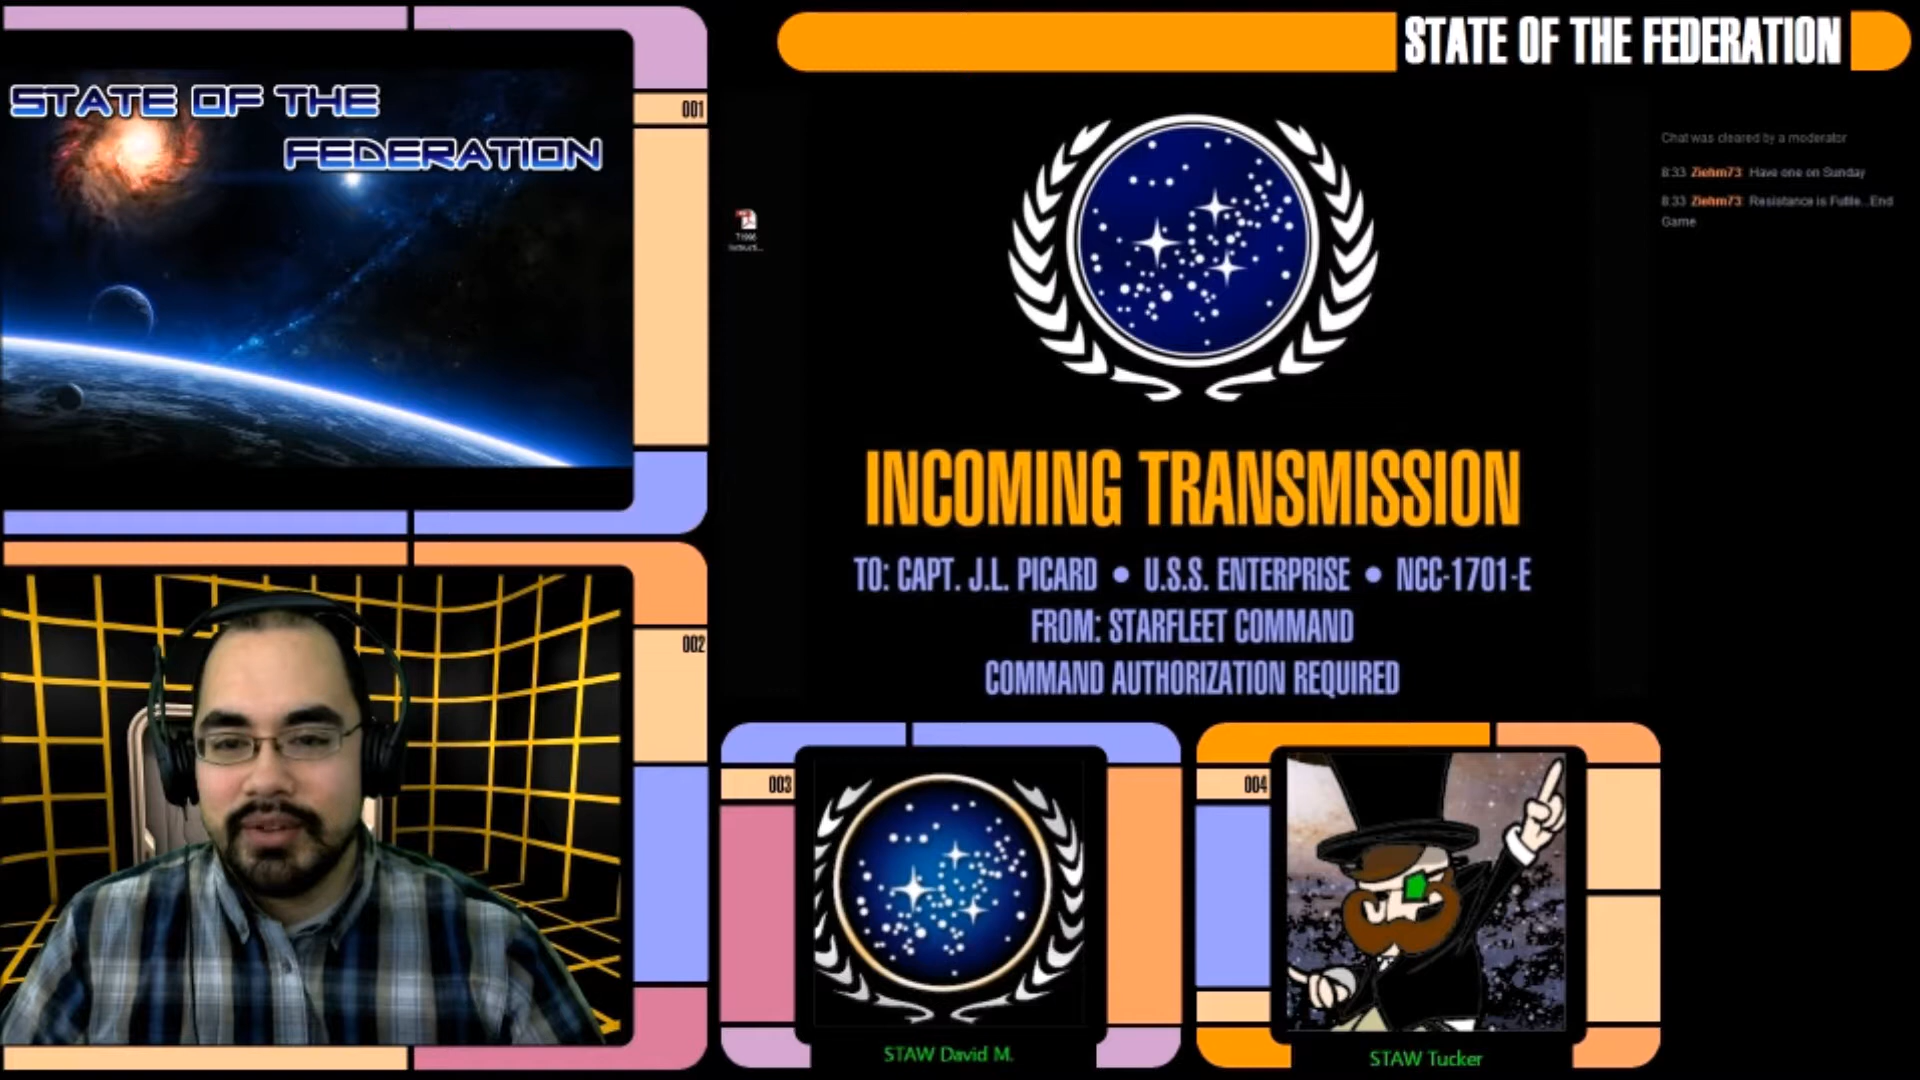 STATE OF THE
FEDERATION
001
002
STATE OF THE FEDERATION
Chat was cleared by a moderator
8:33 Ziehm73: Have one on Sunday
8:33 Ziehm73: Resistance is Futile...End
Game
INCOMING TRANSMISSION
TO: CAPT. J.L. PICARD • U.S.S. ENTERPRISE • NCC-1701-E
FROM: STARFLEET COMMAND
COMMAND AUTHORIZATION REQUIRED
003
STAW David M.
004
STAW Tucker